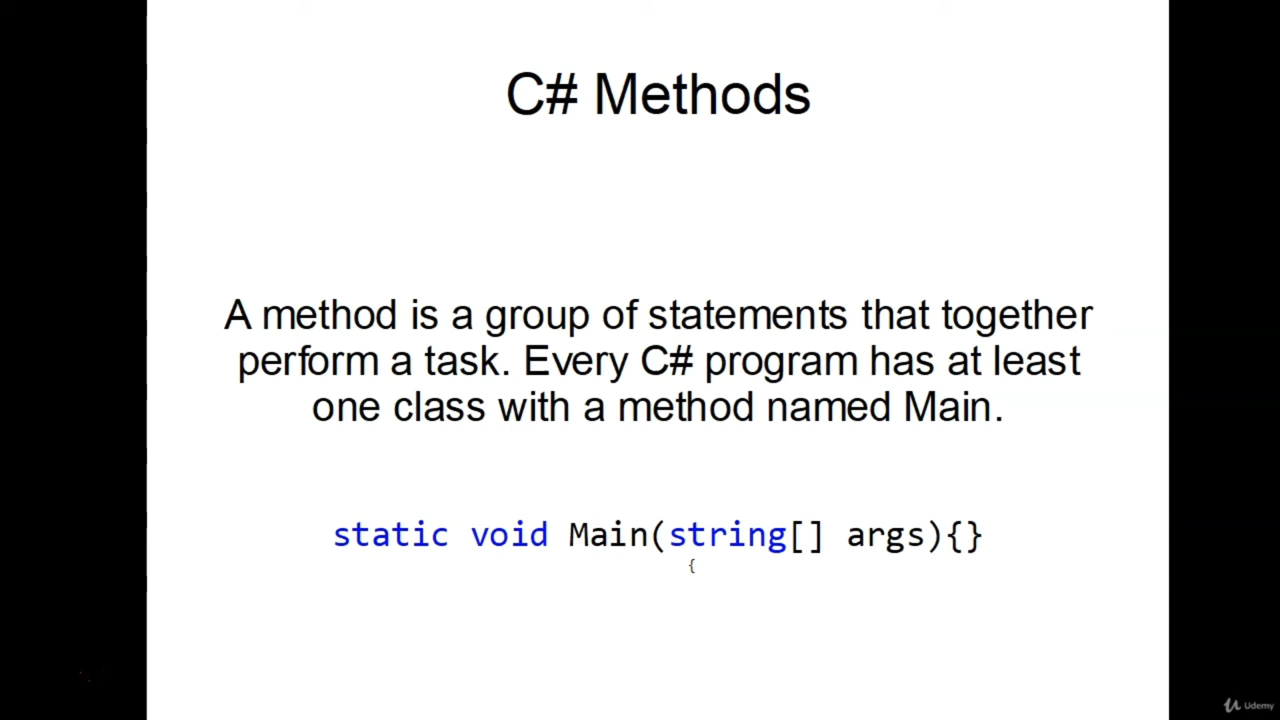 C# Methods
A method is a group of statements that together
perform a task. Every C# program has at least
one class with a method named Main.
static void Main(string[] args){}
{
Udemy